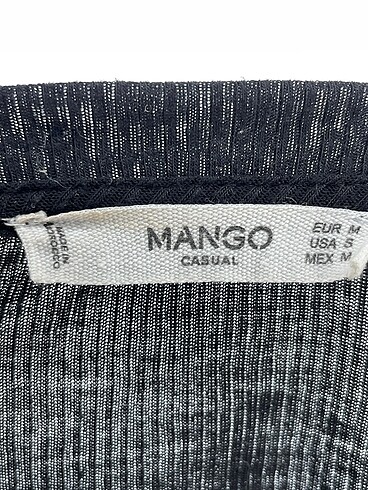 MADE IN
MOROCCO
MANGO
CASUAL
EUR M
USA S
MEX M